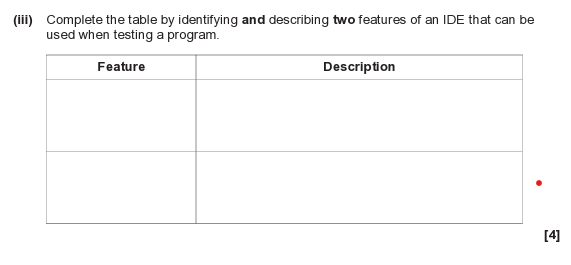 (iii) Complete the table by identifying and describing two features of an IDE that can be
used when testing a program.
Feature Description
[4]